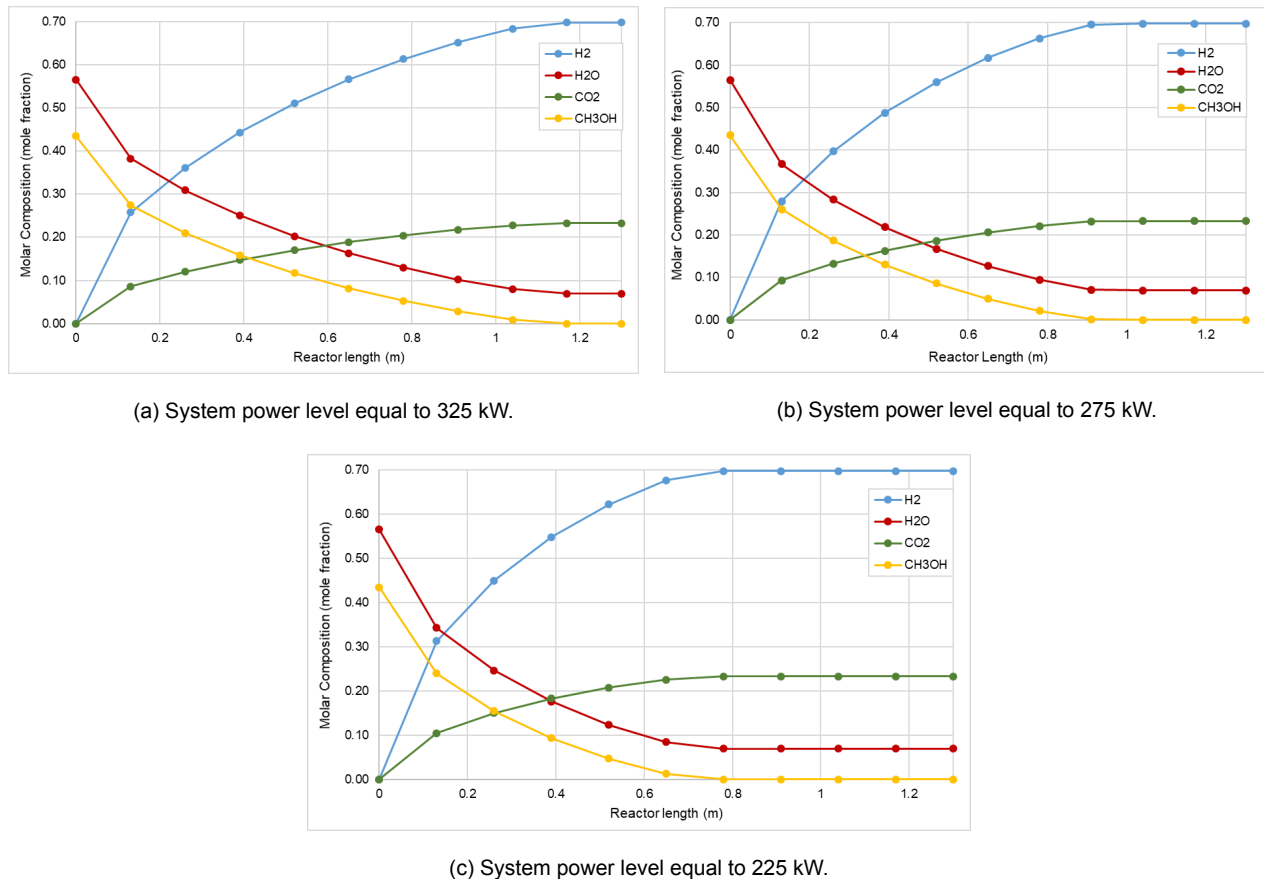 0.70
0.60
0.50
0.40
0.30
0.20
0.10
0.00
Molar Composition (mole fraction)
H2
H2O
CO2
CH3OH
0
0.2
0.4
0.6
0.8
1
1.2
Reactor length (m)
(a) System power level equal to 325 kW.
0.70
0.60
0.50
0.40
0.30
0.20
0.10
0.00
Molar Composition (mole fraction)
H2
H2O
CO2
CH3OH
0
0.2
0.4
0.6
0.8
1
1.2
Reactor Length (m)
(b) System power level equal to 275 kW.
0.70
0.60
0.50
0.40
0.30
0.20
0.10
0.00
Molar Composition (mole fraction)
H2
H2O
CO2
CH3OH
0
0.2
0.4
0.6
0.8
1
1.2
Reactor length (m)
(c) System power level equal to 225 kW.